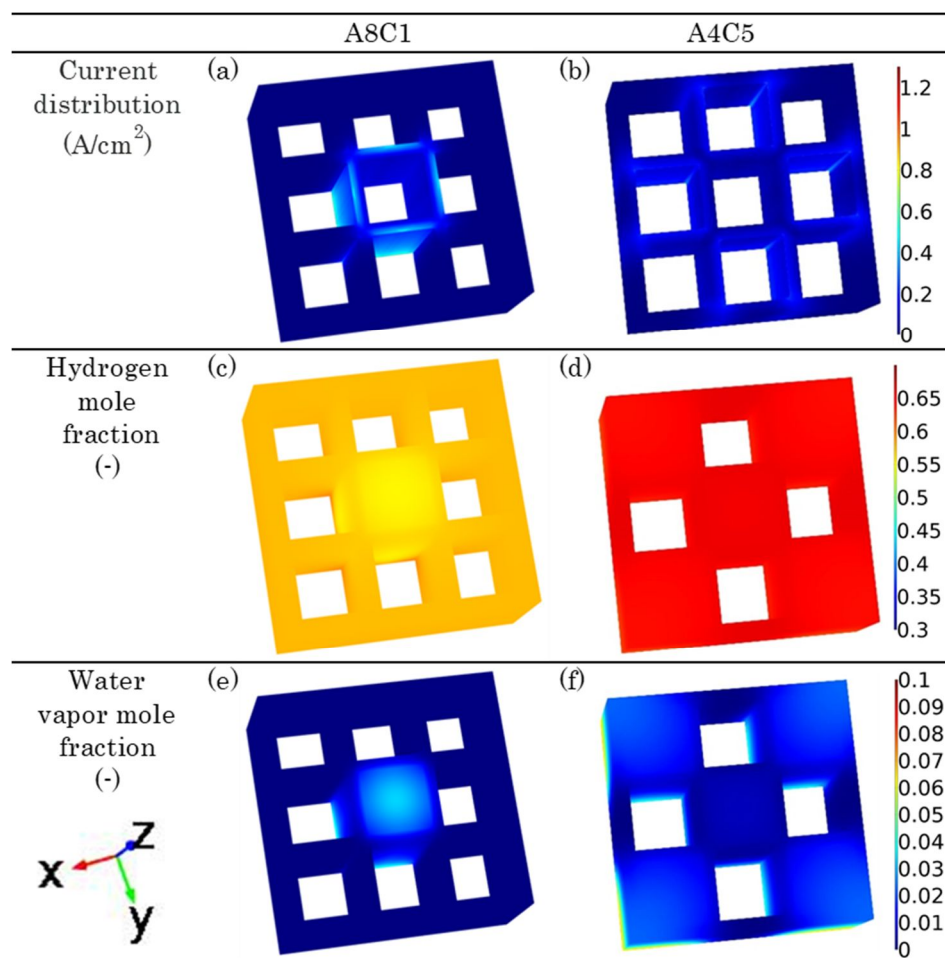 A8C1 A4C5
Current
distribution
(A/cm²)
(a) (b)
1.2
1
0.8
0.6
0.4
0.2
0
Hydrogen
mole
fraction
(-)
(c) (d)
0.65
0.6
0.55
0.5
0.45
0.4
0.35
0.3
Water
vapor mole
fraction
(-)
(e) (f)
0.1
0.09
0.08
0.07
0.06
0.05
0.04
0.03
0.02
0.01
0
x
y
z